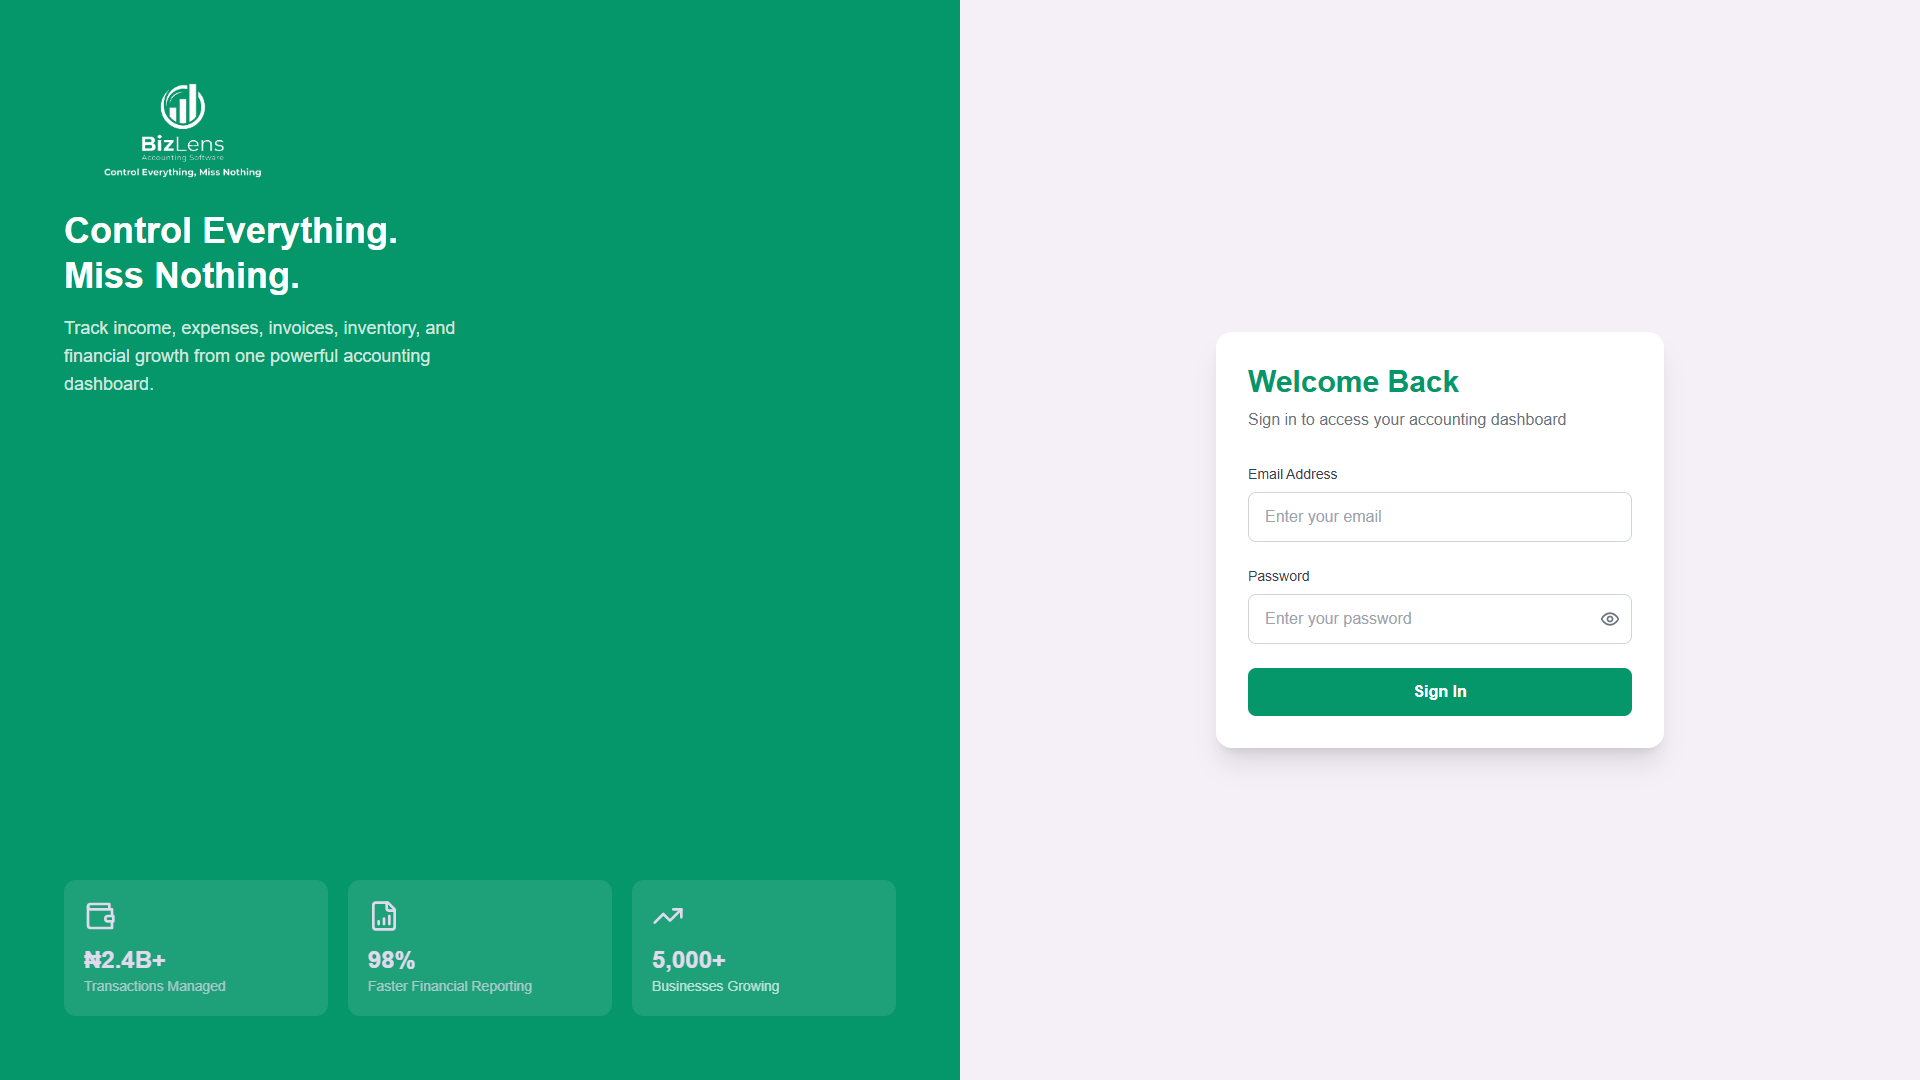 BizLens
Accounting Software
Control Everything, Miss Nothing
Control Everything.
Miss Nothing.
Track income, expenses, invoices, inventory, and
financial growth from one powerful accounting
dashboard.
₦2.4B+
Transactions Managed
98%
Faster Financial Reporting
5,000+
Businesses Growing
Welcome Back
Sign in to access your accounting dashboard
Email Address
Enter your email
Password
Enter your password
Sign In